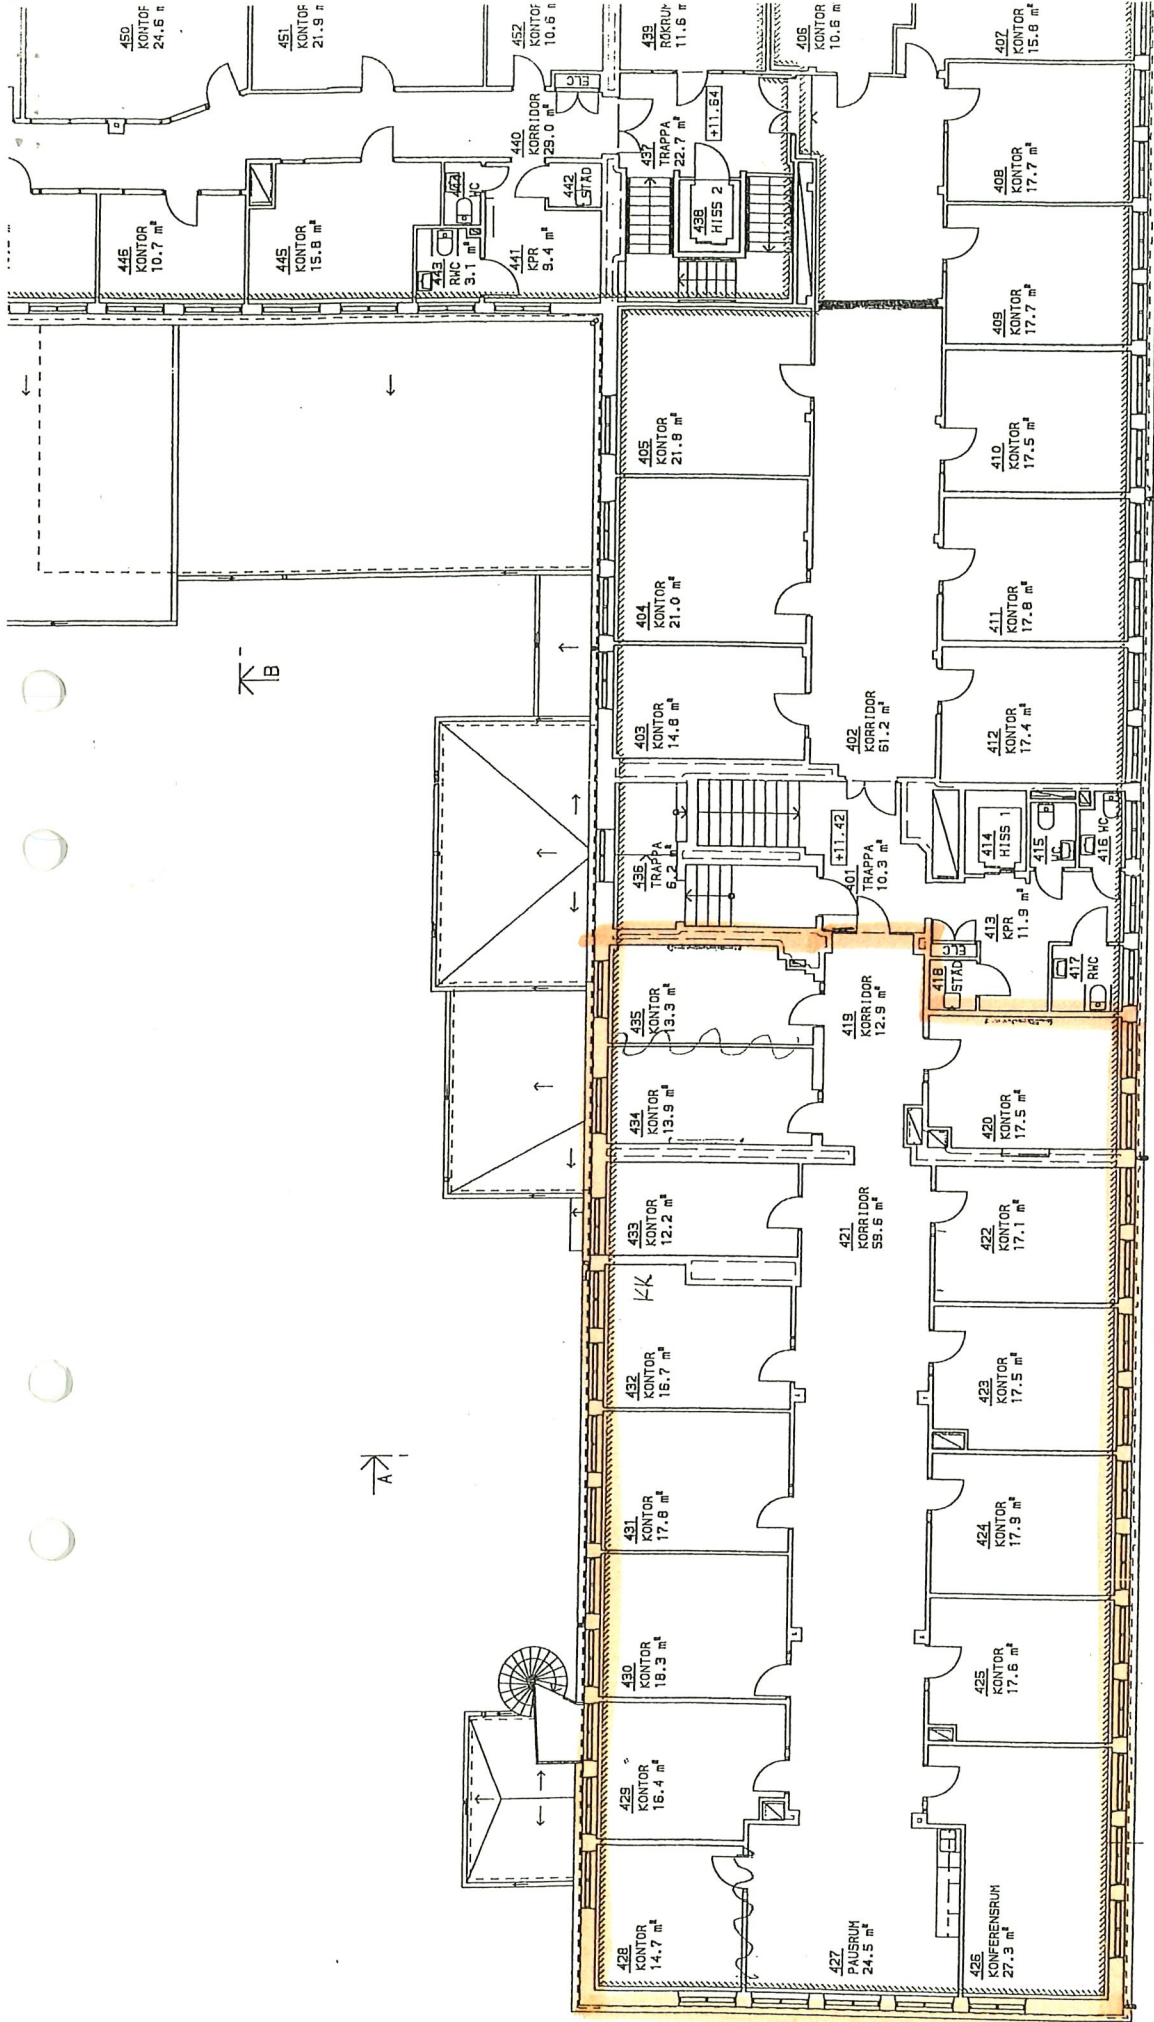 450
KONTOR
24.6 m
451
KONTOR
21.9 m²
452
KONTOR
10.6 m
439
RÖKRUM
11.6 m
406
KONTOR
10.6 m
407
KONTOR
15.8 m²
ELC
440
KORRIDOR
29.0 m²
437
TRAPPA
22.7 m²
+11.64
446
KONTOR
10.7 m²
445
KONTOR
15.8 m²
WC
443
RWC
3.1 m²
442
STÄD
441
KPR
9.4 m²
438
HISS 2
408
KONTOR
17.7 m²
409
KONTOR
17.7 m²
405
KONTOR
21.8 m²
410
KONTOR
17.5 m²
404
KONTOR
21.0 m²
411
KONTOR
17.8 m²
B
403
KONTOR
14.8 m²
402
KORRIDOR
61.2 m²
412
KONTOR
17.4 m²
436
TRAPPA
6.2 m²
+11.42
401
TRAPPA
10.3 m²
414
HISS 1
415
WC
416 WC
413
KPR
11.9 m²
ELC
418
STÄD
417
RWC
435
KONTOR
13.3 m²
419
KORRIDOR
12.9 m²
434
KONTOR
13.9 m²
420
KONTOR
17.5 m²
433
KONTOR
12.2 m²
421
KORRIDOR
59.6 m²
422
KONTOR
17.1 m²
KK
432
KONTOR
16.7 m²
423
KONTOR
17.5 m²
A
431
KONTOR
17.8 m²
424
KONTOR
17.9 m²
430
KONTOR
18.3 m²
425
KONTOR
17.6 m²
429
KONTOR
16.4 m²
428
KONTOR
14.7 m²
427
PAUSRUM
24.5 m²
426
KONFERENSRUM
27.3 m²